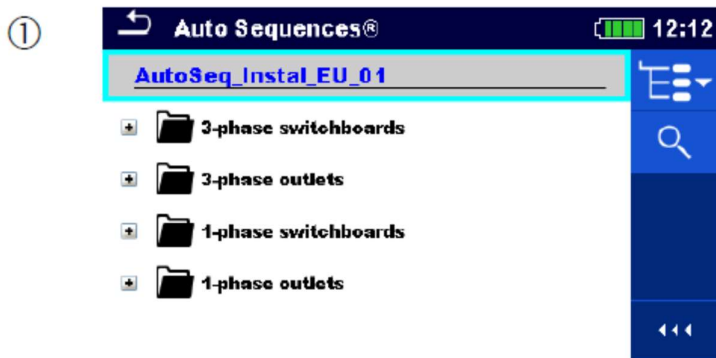 ①
Auto Sequences®
12:12
AutoSeq_Instal_EU_01
3-phase switchboards
3-phase outlets
1-phase switchboards
1-phase outlets